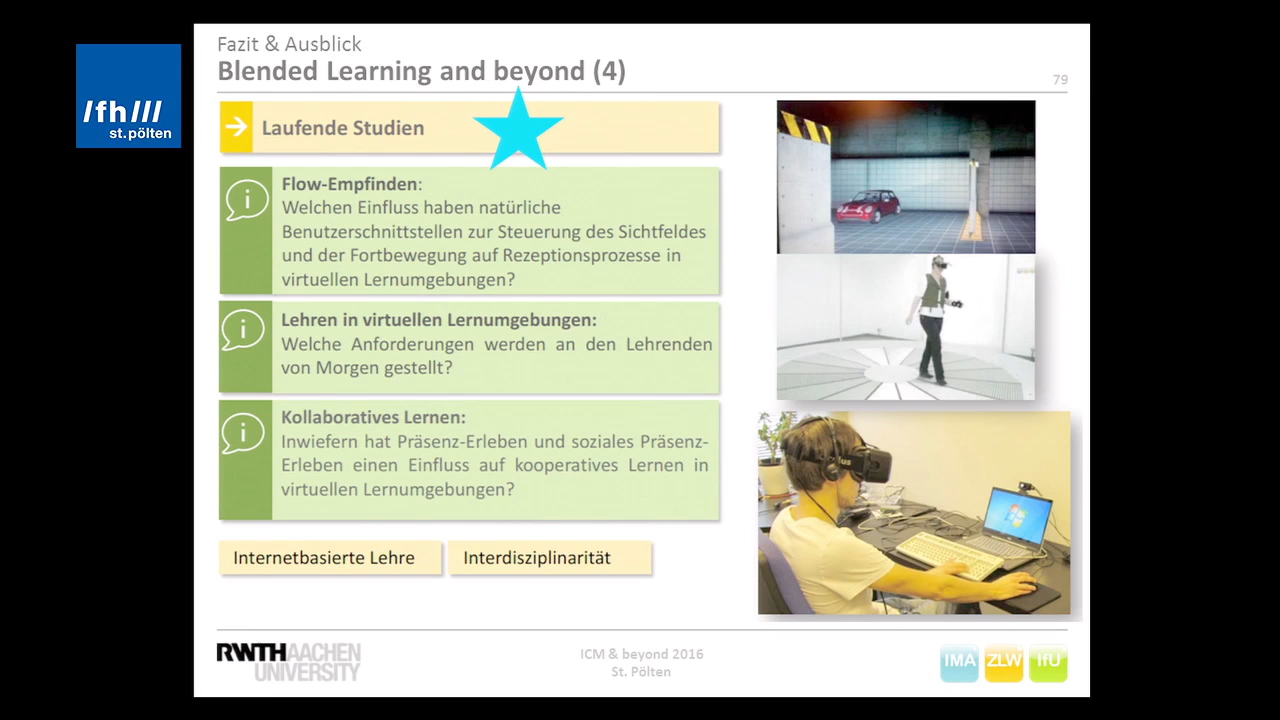 Fazit & Ausblick
Blended Learning and beyond (4)
79
/fh///
st.pölten
Laufende Studien
Flow-Empfinden:
Welchen Einfluss haben natürliche
Benutzerschnittstellen zur Steuerung des Sichtfeldes
und der Fortbewegung auf Rezeptionsprozesse in
virtuellen Lernumgebungen?
Lehren in virtuellen Lernumgebungen:
Welche Anforderungen werden an den Lehrenden
von Morgen gestellt?
Kollaboratives Lernen:
Inwiefern hat Präsenz-Erleben und soziales Präsenz-
Erleben einen Einfluss auf kooperatives Lernen in
virtuellen Lernumgebungen?
Internetbasierte Lehre
Interdisziplinarität
RWTHAACHEN
UNIVERSITY
ICM & beyond 2016
St. Pölten
IMA ZLW IfU